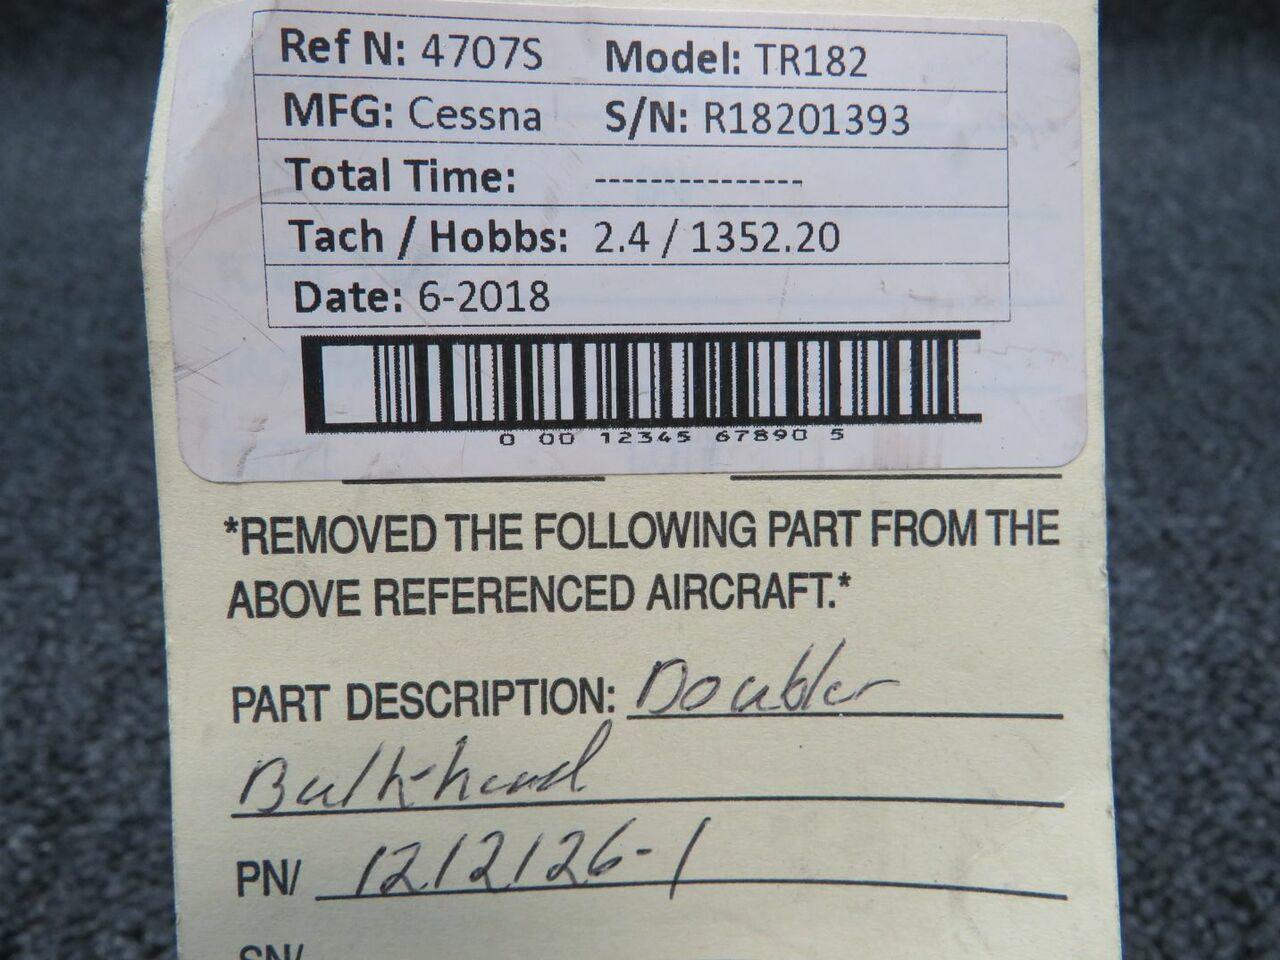 Ref N: 4707S Model: TR182
MFG: Cessna S/N: R18201393
Total Time: ---------------
Tach / Hobbs: 2.4 / 1352.20
Date: 6-2018
0 00 12345 67890 5
*REMOVED THE FOLLOWING PART FROM THE
ABOVE REFERENCED AIRCRAFT.*
PART DESCRIPTION: Doubler
Bulkhead
PN/ 1212126-1
SN/